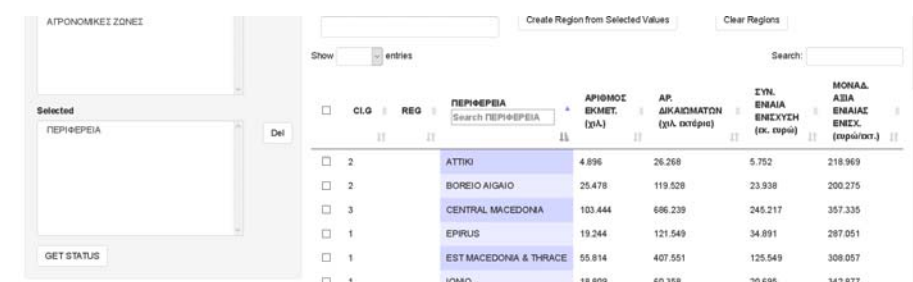 ΑΓΡΟΝΟΜΙΚΕΣ ΖΩΝΕΣ
Create Region from Selected Values
Clear Regions
Show entries
Search:
Selected
ΠΕΡΙΦΕΡΕΙΑ
Del
GET STATUS
CI.G REG ΠΕΡΙΦΕΡΕΙΑ ΑΡΙΘΜΟΣ ΕΚΜΕΤ. (χιλ.) ΑΡ. ΔΙΚΑΙΩΜΑΤΩΝ (χιλ. εκτάρια) ΣΥΝ. ΕΝΙΑΙΑ ΕΝΙΣΧΥΣΗ (εκ. ευρώ) ΜΟΝΑΔ. ΑΞΙΑ ΕΝΙΑΙΑΣ ΕΝΙΣΧ. (ευρώ/εκτ.)
Search ΠΕΡΙΦΕΡΕΙΑ
2 ATTIKI 4.896 26.268 5.752 218.969
2 BOREIO AIGAIO 25.478 119.528 23.938 200.275
3 CENTRAL MACEDONIA 103.444 686.239 245.217 357.335
1 EPIRUS 19.244 121.549 34.891 287.051
1 EST MACEDONIA & THRACE 55.814 407.551 125.549 308.057